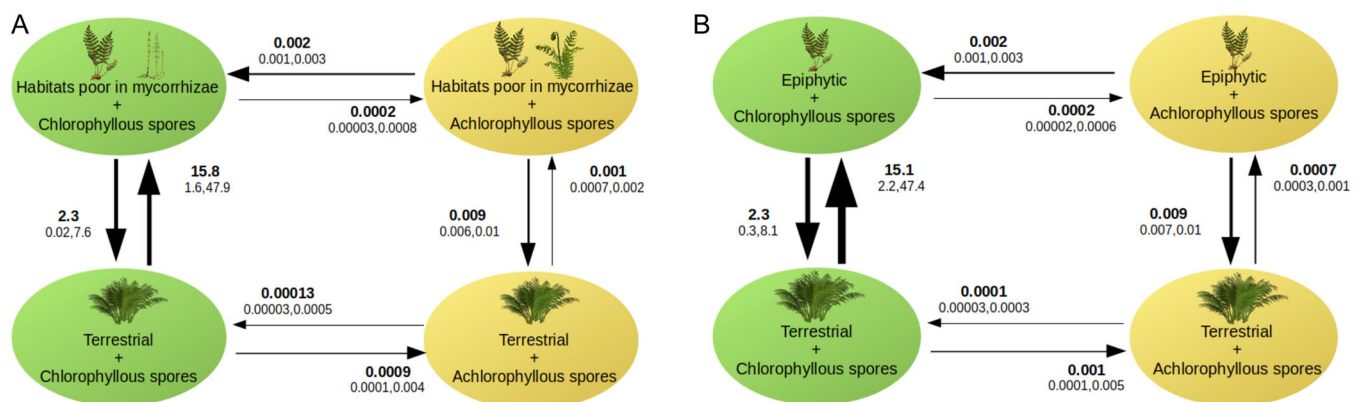 A
Habitats poor in mycorrhizae
+
Chlorophyllous spores
0.002
0.001,0.003
0.0002
0.00003,0.0008
Habitats poor in mycorrhizae
+
Achlorophyllous spores
2.3
0.02,7.6
15.8
1.6,47.9
0.009
0.006,0.01
0.001
0.0007,0.002
Terrestrial
+
Chlorophyllous spores
0.00013
0.00003,0.0005
0.0009
0.0001,0.004
Terrestrial
+
Achlorophyllous spores
B
Epiphytic
+
Chlorophyllous spores
0.002
0.001,0.003
0.0002
0.00002,0.0006
Epiphytic
+
Achlorophyllous spores
2.3
0.3,8.1
15.1
2.2,47.4
0.009
0.007,0.01
0.0007
0.0003,0.001
Terrestrial
+
Chlorophyllous spores
0.0001
0.00003,0.0003
0.001
0.0001,0.005
Terrestrial
+
Achlorophyllous spores